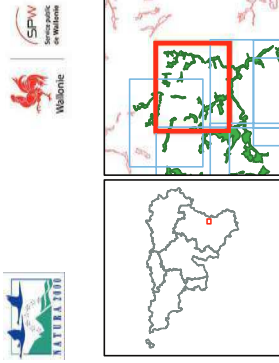 SPW
Service public
de Wallonie
Wallonie
NATURA 2000